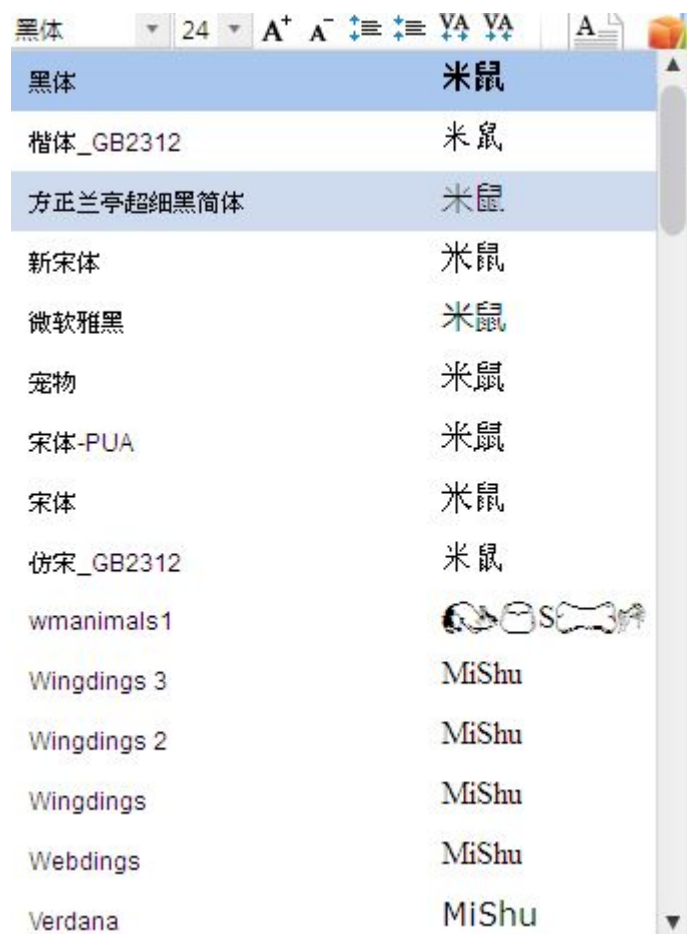 黑体 24 A+ A- VA VA A
黑体 米鼠
楷体_GB2312 米鼠
方正兰亭超细黑简体 米鼠
新宋体 米鼠
微软雅黑 米鼠
宠物 米鼠
宋体-PUA 米鼠
宋体 米鼠
仿宋_GB2312 米鼠
wmanimals1 S
Wingdings 3 MiShu
Wingdings 2 MiShu
Wingdings MiShu
Webdings MiShu
Verdana MiShu